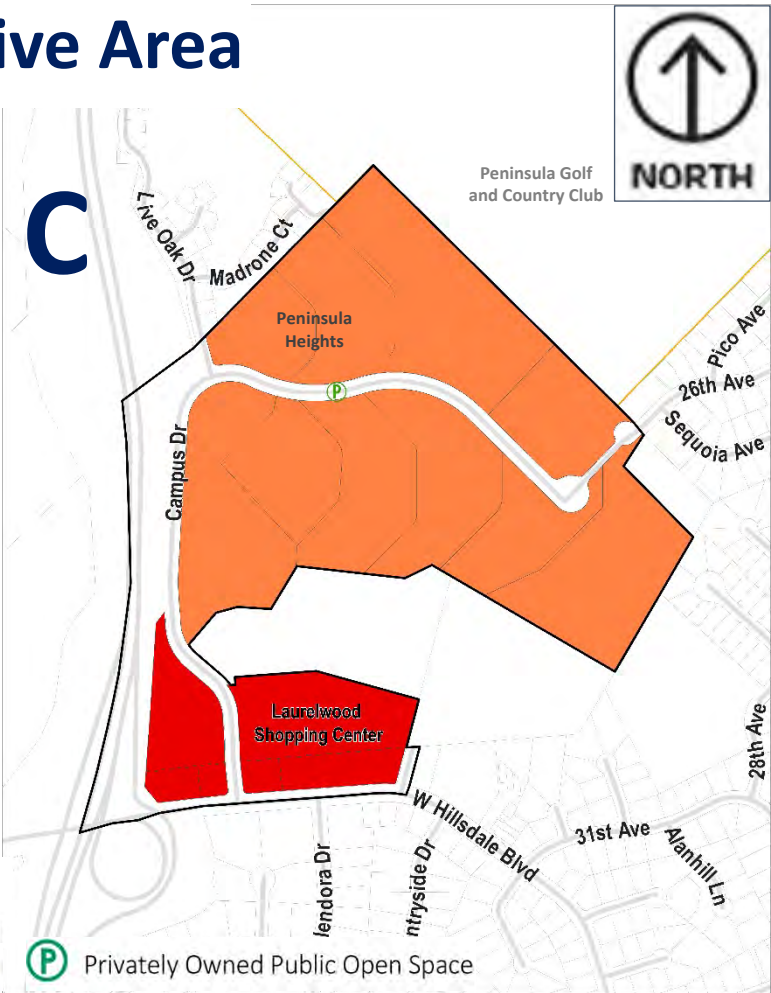 ive Area
NORTH
C
Peninsula Golf
and Country Club
Live Oak Dr
Madrone Ct
Peninsula
Heights
P
Pico Ave
26th Ave
Sequoia Ave
Campus Dr
Laurelwood
Shopping Center
28th Ave
W Hillsdale Blvd
31st Ave
Alanhill Ln
lendora Dr
ntryside Dr
P Privately Owned Public Open Space